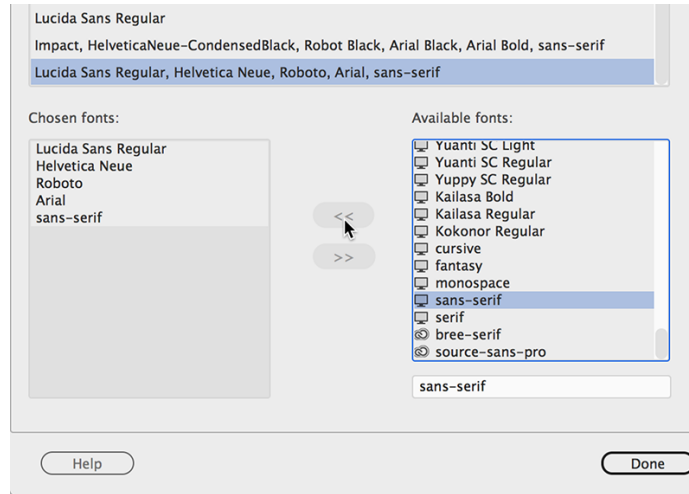 Lucida Sans Regular
Impact, HelveticaNeue-CondensedBlack, Robot Black, Arial Black, Arial Bold, sans-serif
Lucida Sans Regular, Helvetica Neue, Roboto, Arial, sans-serif
Chosen fonts:
Lucida Sans Regular
Helvetica Neue
Roboto
Arial
sans-serif
<<
>>
Available fonts:
Yuanti SC Light
Yuanti SC Regular
Yuppy SC Regular
Kailasa Bold
Kailasa Regular
Kokonor Regular
cursive
fantasy
monospace
sans-serif
serif
bree-serif
source-sans-pro
sans-serif
Help
Done